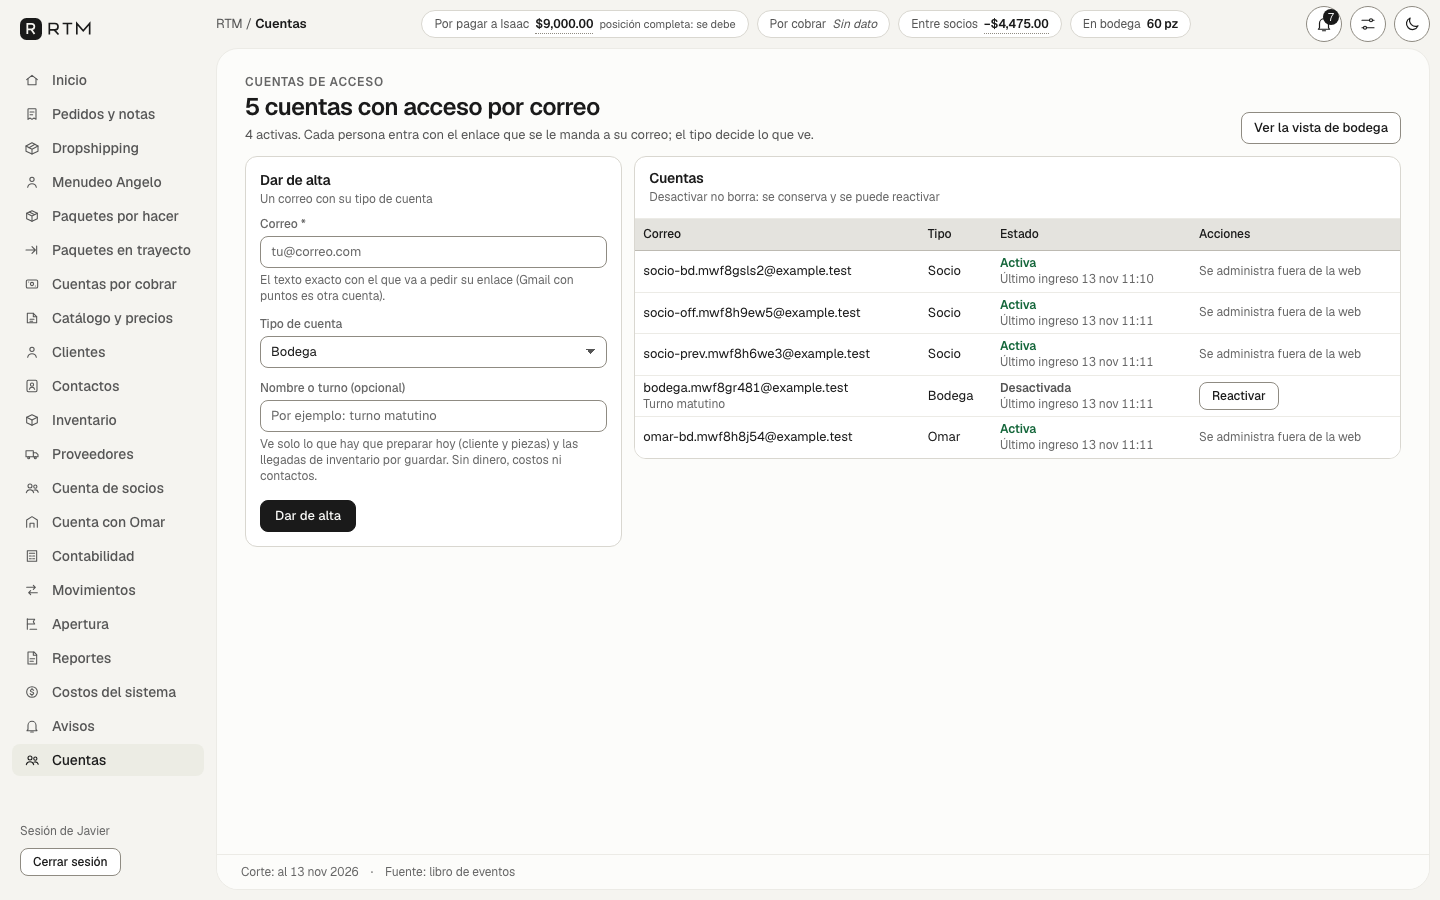 R RTM
RTM / Cuentas
Por pagar a Isaac $9,000.00 posición completa: se debe
Por cobrar Sin dato
Entre socios −$4,475.00
En bodega 60 pz
7
Inicio
Pedidos y notas
Dropshipping
Menudeo Angelo
Paquetes por hacer
Paquetes en trayecto
Cuentas por cobrar
Catálogo y precios
Clientes
Contactos
Inventario
Proveedores
Cuenta de socios
Cuenta con Omar
Contabilidad
Movimientos
Apertura
Reportes
Costos del sistema
Avisos
Cuentas
Sesión de Javier
Cerrar sesión
CUENTAS DE ACCESO
5 cuentas con acceso por correo
4 activas. Cada persona entra con el enlace que se le manda a su correo; el tipo decide lo que ve.
Ver la vista de bodega
Dar de alta
Un correo con su tipo de cuenta
Correo *
tu@correo.com
El texto exacto con el que va a pedir su enlace (Gmail con
puntos es otra cuenta).
Tipo de cuenta
Bodega
Nombre o turno (opcional)
Por ejemplo: turno matutino
Ve solo lo que hay que preparar hoy (cliente y piezas) y las
llegadas de inventario por guardar. Sin dinero, costos ni
contactos.
Dar de alta
Cuentas
Desactivar no borra: se conserva y se puede reactivar
Correo Tipo Estado Acciones
socio-bd.mwf8gsls2@example.test Socio Activa Se administra fuera de la web
Último ingreso 13 nov 11:10
socio-off.mwf8h9ew5@example.test Socio Activa Se administra fuera de la web
Último ingreso 13 nov 11:11
socio-prev.mwf8h6we3@example.test Socio Activa Se administra fuera de la web
Último ingreso 13 nov 11:11
bodega.mwf8gr481@example.test Bodega Desactivada Reactivar
Turno matutino Último ingreso 13 nov 11:11
omar-bd.mwf8h8j54@example.test Omar Activa Se administra fuera de la web
Último ingreso 13 nov 11:11
Corte: al 13 nov 2026 · Fuente: libro de eventos